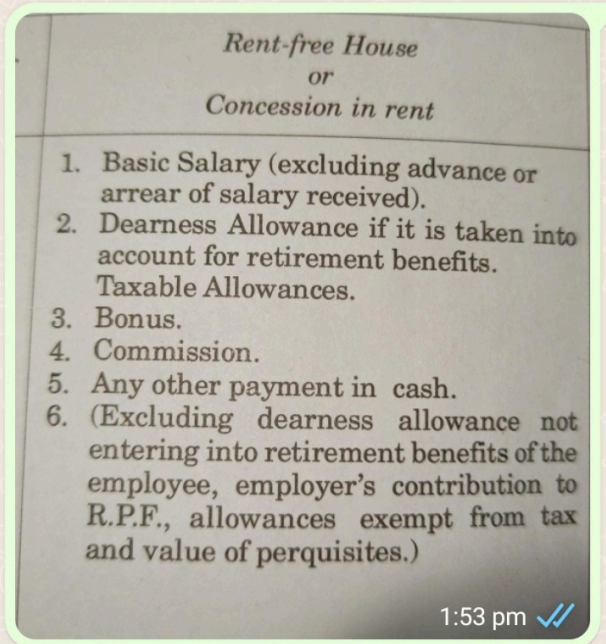 Rent-free House
or
Concession in rent
1. Basic Salary (excluding advance or
arrear of salary received).
2. Dearness Allowance if it is taken into
account for retirement benefits.
Taxable Allowances.
3. Bonus.
4. Commission.
5. Any other payment in cash.
6. (Excluding dearness allowance not
entering into retirement benefits of the
employee, employer's contribution to
R.P.F., allowances exempt from tax
and value of perquisites.)
1:53 pm